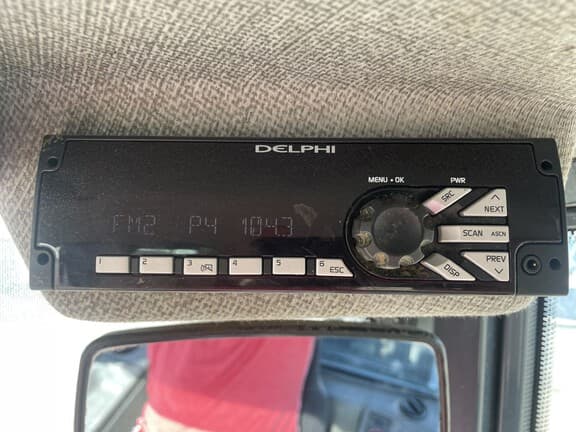 DELPHI
MENU • OK PWR
SRC
NEXT
FM2 P4 104.3
SCAN ASCN
1 2 3 4 5 6 ESC
DISP
PREV